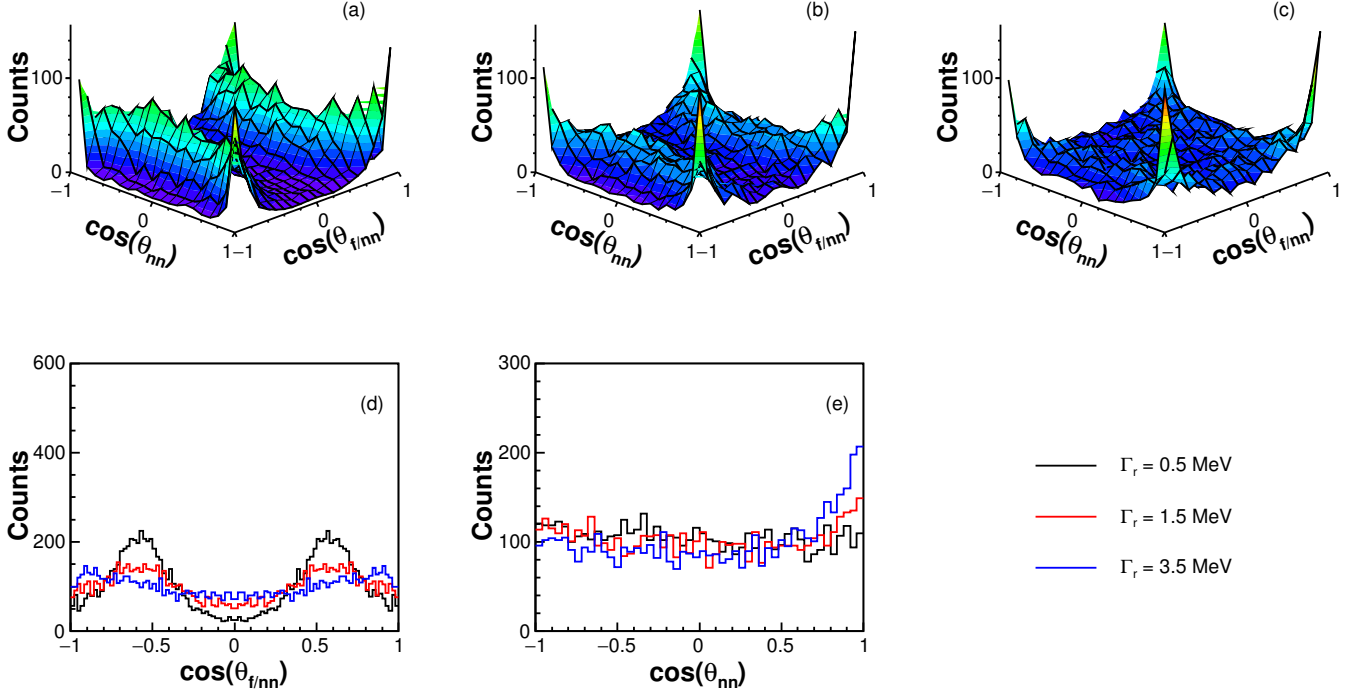 (a)
Counts
100
0
−1
0
1−1
0
1
cos(θnn)
cos(θf/nn)
(b)
Counts
100
0
−1
0
1−1
0
1
cos(θnn)
cos(θf/nn)
(c)
Counts
100
0
−1
0
1−1
0
1
cos(θnn)
cos(θf/nn)
(d)
Counts
600
400
200
0
−1 −0.5 0 0.5 1
cos(θf/nn)
(e)
Counts
300
200
100
0
−1 −0.5 0 0.5 1
cos(θnn)
Γr = 0.5 MeV
Γr = 1.5 MeV
Γr = 3.5 MeV